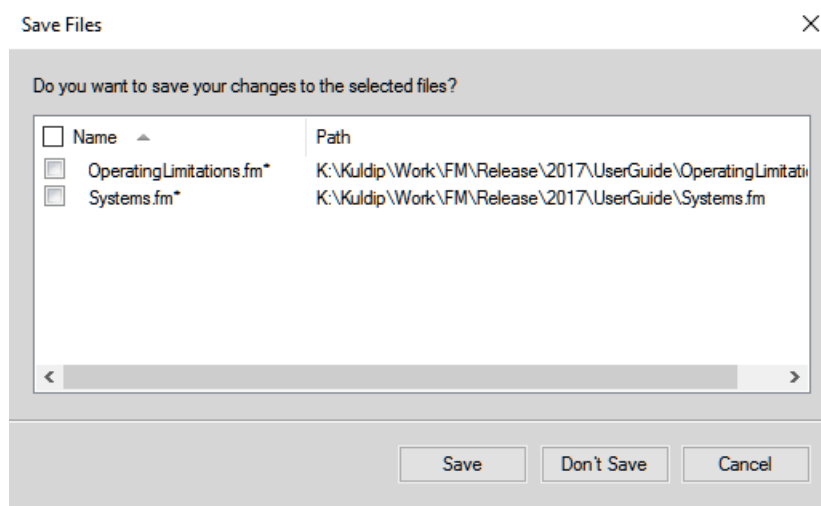 Save Files
Do you want to save your changes to the selected files?
Name Path
OperatingLimitations.fm* K:\Kuldip\Work\FM\Release\2017\UserGuide\OperatingLimitati
Systems.fm* K:\Kuldip\Work\FM\Release\2017\UserGuide\Systems.fm
Save Don't Save Cancel